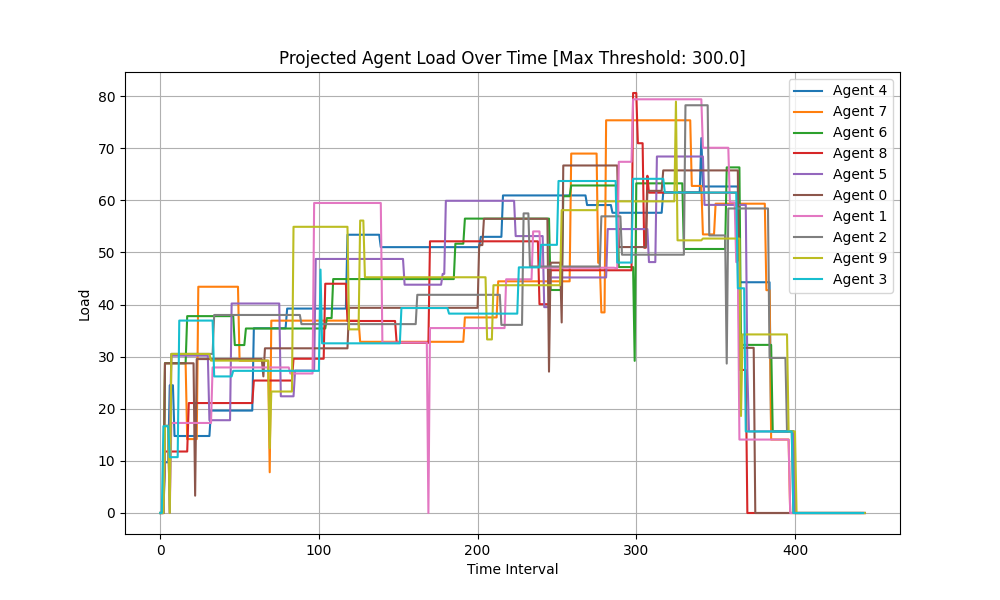 Projected Agent Load Over Time [Max Threshold: 300.0]
80
70
60
50
40
30
20
10
0
Load
0 100 200 300 400
Time Interval
Agent 4
Agent 7
Agent 6
Agent 8
Agent 5
Agent 0
Agent 1
Agent 2
Agent 9
Agent 3